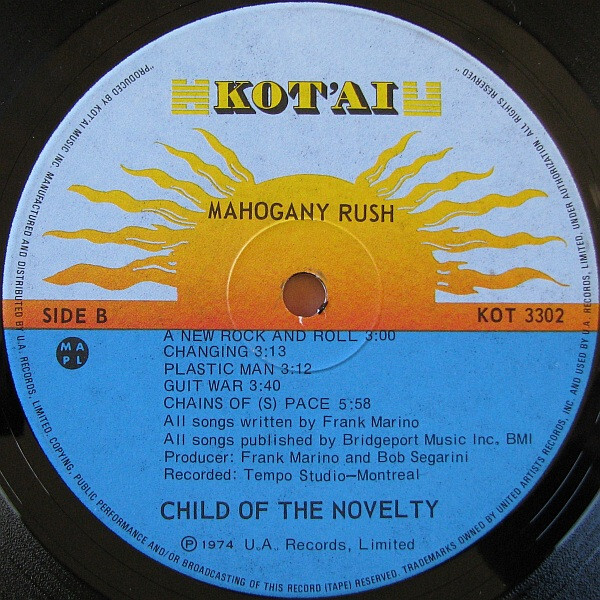 KOT'AI
MAHOGANY RUSH
SIDE B
KOT 3302
MA
PL
A NEW ROCK AND ROLL 3:00
CHANGING 3:13
PLASTIC MAN 3:12
GUIT WAR 3:40
CHAINS OF (S) PACE 5:58
All songs written by Frank Marino
All songs published by Bridgeport Music Inc., BMI
Producer: Frank Marino and Bob Segarini
Recorded: Tempo Studio—Montreal
CHILD OF THE NOVELTY
Ⓟ 1974 U.A. Records, Limited
"PRODUCED BY KOT'AI MUSIC INC. MANUFACTURED AND DISTRIBUTED BY U.A. RECORDS, LIMITED. COPYING, PUBLIC PERFORMANCE AND/OR BROADCASTING OF THIS RECORD (TAPE) RESERVED. TRADEMARKS OWNED BY UNITED ARTISTS RECORDS, INC. AND USED BY U.A. RECORDS, LIMITED. UNDER AUTHORIZATION. ALL RIGHTS RESERVED"